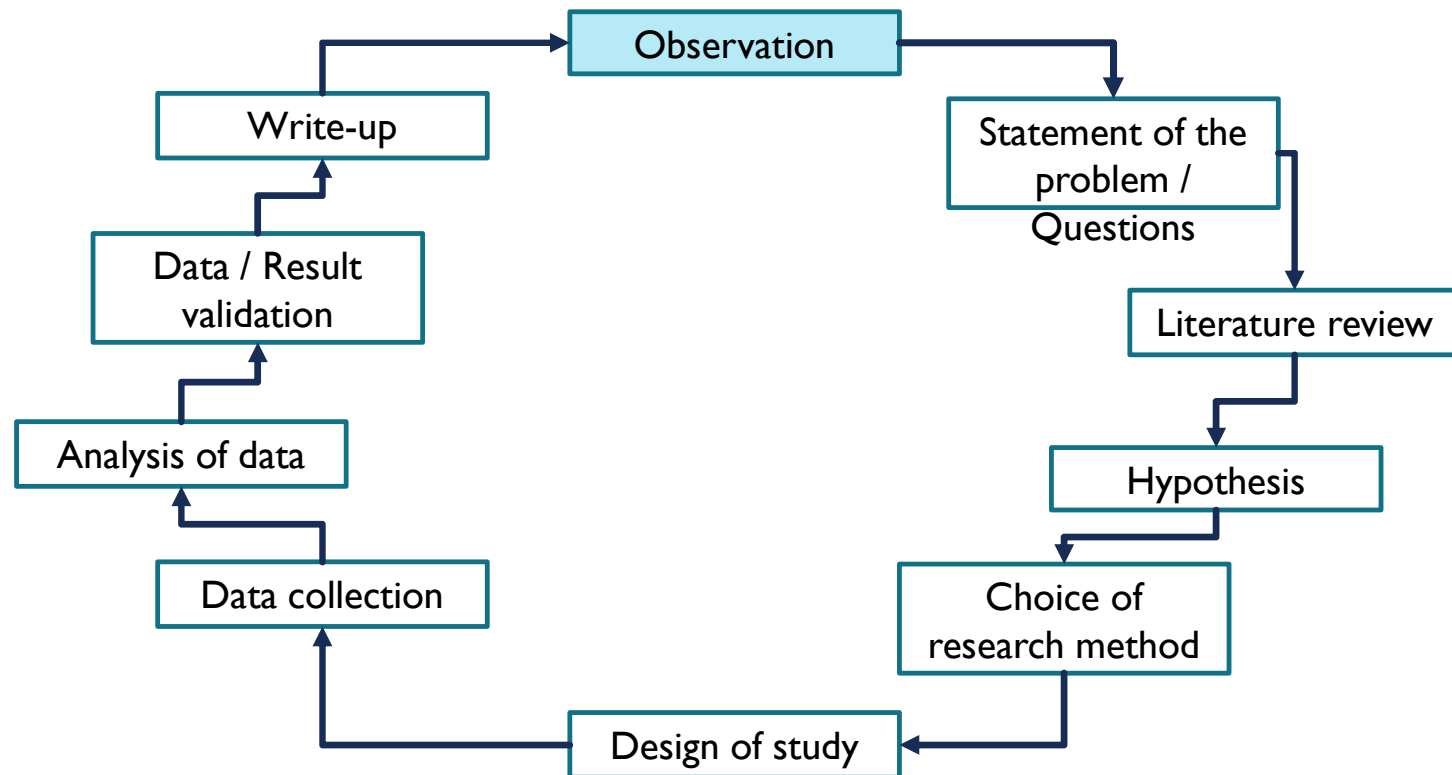 Observation
Statement of the
problem /
Questions
Literature review
Hypothesis
Choice of
research method
Design of study
Data collection
Analysis of data
Data / Result
validation
Write-up